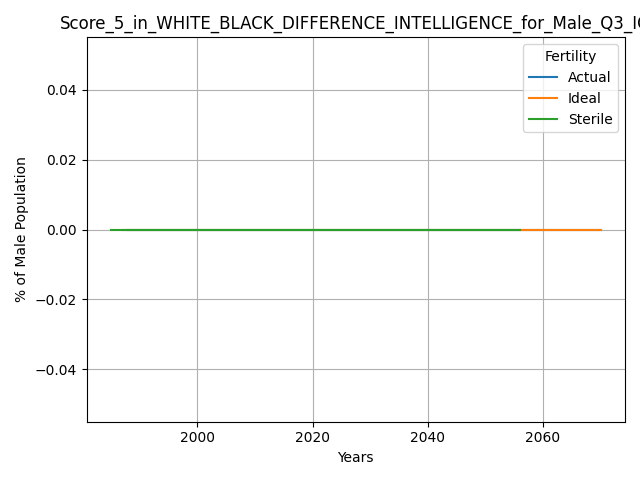 Score_5_in_WHITE_BLACK_DIFFERENCE_INTELLIGENCE_for_Male_Q3_I
Fertility
Actual
Ideal
Sterile
0.04
0.02
0.00
−0.02
−0.04
% of Male Population
2000
2020
2040
2060
Years